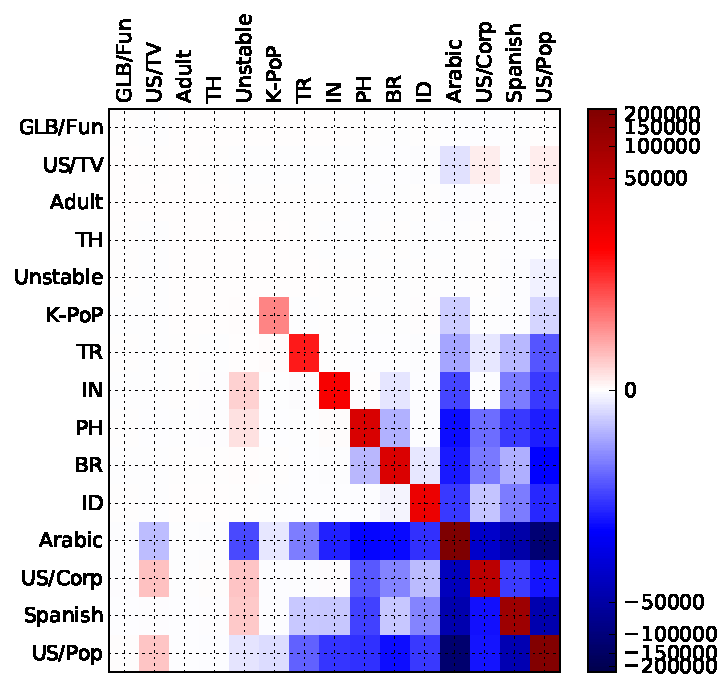 GLB/Fun
US/TV
Adult
TH
Unstable
K-PoP
TR
IN
PH
BR
ID
Arabic
US/Corp
Spanish
US/Pop
GLB/Fun
US/TV
Adult
TH
Unstable
K-PoP
TR
IN
PH
BR
ID
Arabic
US/Corp
Spanish
US/Pop
200000
150000
100000
50000
0
−50000
−100000
−150000
−200000